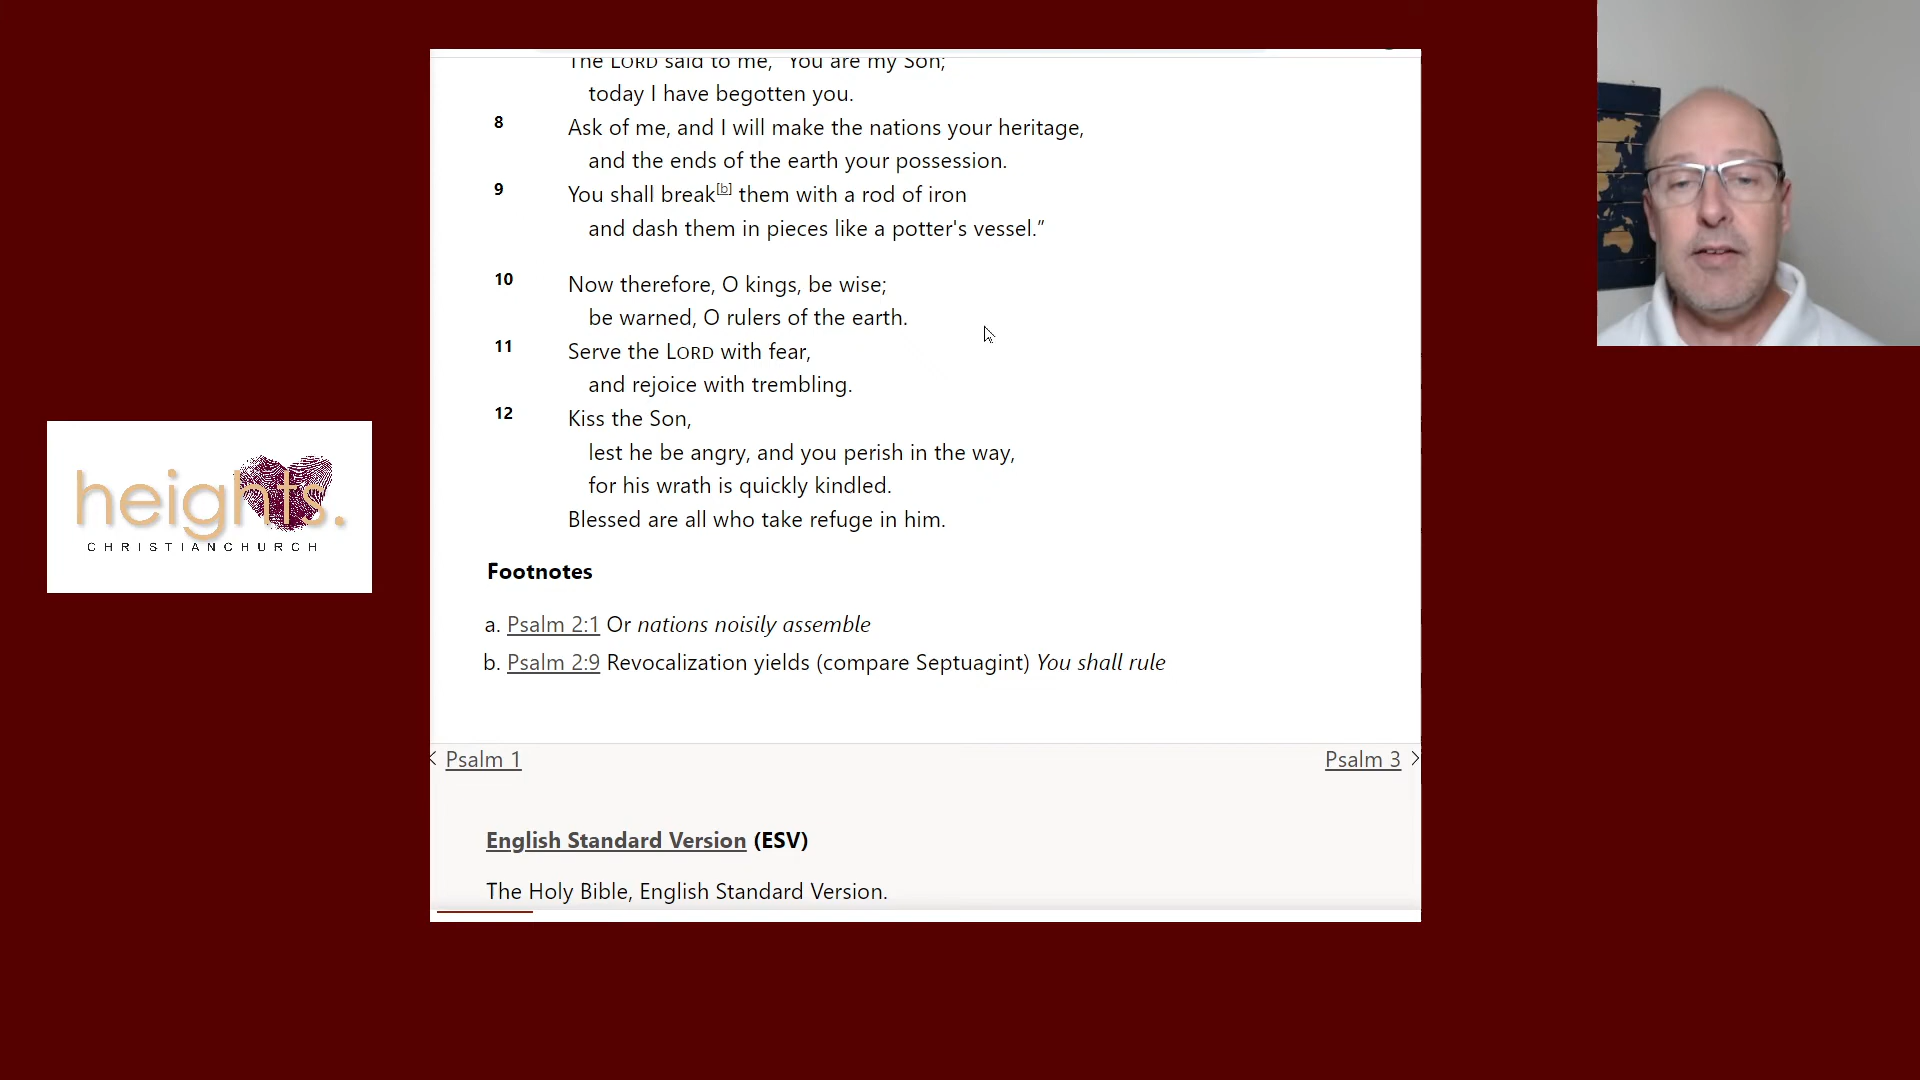 The LORD said to me, “You are my Son;
today I have begotten you.
8 Ask of me, and I will make the nations your heritage,
and the ends of the earth your possession.
9 You shall break[b] them with a rod of iron
and dash them in pieces like a potter's vessel.”
10 Now therefore, O kings, be wise;
be warned, O rulers of the earth.
11 Serve the LORD with fear,
and rejoice with trembling.
12 Kiss the Son,
lest he be angry, and you perish in the way,
for his wrath is quickly kindled.
Blessed are all who take refuge in him.
Footnotes
a. Psalm 2:1 Or nations noisily assemble
b. Psalm 2:9 Revocalization yields (compare Septuagint) You shall rule
Psalm 1
Psalm 3
English Standard Version (ESV)
The Holy Bible, English Standard Version.
heights.
CHRISTIANCHURCH